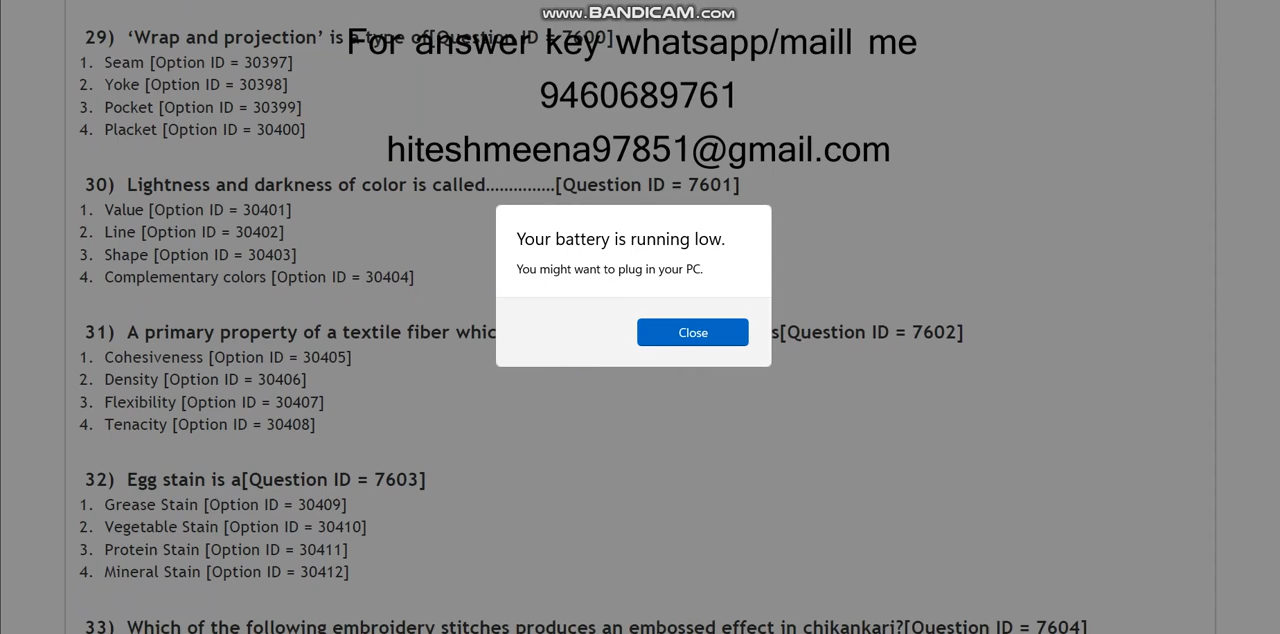 www.BANDICAM.com
29) ‘Wrap and projection’ is a type of[Question ID = 7600]
For answer key whatsapp/maill me
1. Seam [Option ID = 30397]
2. Yoke [Option ID = 30398]
9460689761
3. Pocket [Option ID = 30399]
4. Placket [Option ID = 30400]
hiteshmeena97851@gmail.com
30) Lightness and darkness of color is called..............[Question ID = 7601]
1. Value [Option ID = 30401]
2. Line [Option ID = 30402]
3. Shape [Option ID = 30403]
4. Complementary colors [Option ID = 30404]
Your battery is running low.
You might want to plug in your PC.
Close
31) A primary property of a textile fiber [Question ID = 7602]
1. Cohesiveness [Option ID = 30405]
2. Density [Option ID = 30406]
3. Flexibility [Option ID = 30407]
4. Tenacity [Option ID = 30408]
32) Egg stain is a[Question ID = 7603]
1. Grease Stain [Option ID = 30409]
2. Vegetable Stain [Option ID = 30410]
3. Protein Stain [Option ID = 30411]
4. Mineral Stain [Option ID = 30412]
33) Which of the following embroidery stitches produces an embossed effect in chikankari?[Question ID = 7604]